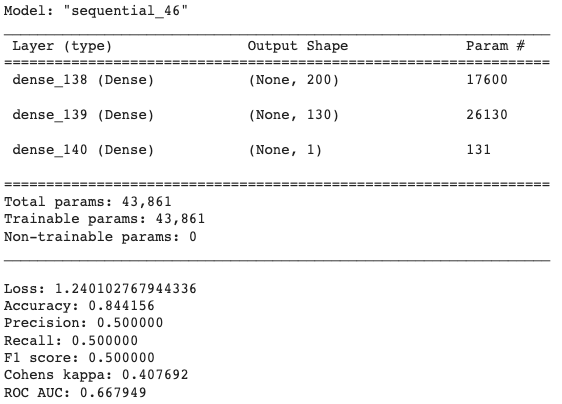 Model: "sequential_46"
Layer (type) Output Shape Param #
dense_138 (Dense) (None, 200) 17600
dense_139 (Dense) (None, 130) 26130
dense_140 (Dense) (None, 1) 131
Total params: 43,861
Trainable params: 43,861
Non-trainable params: 0
Loss: 1.240102767944336
Accuracy: 0.844156
Precision: 0.500000
Recall: 0.500000
F1 score: 0.500000
Cohens kappa: 0.407692
ROC AUC: 0.667949